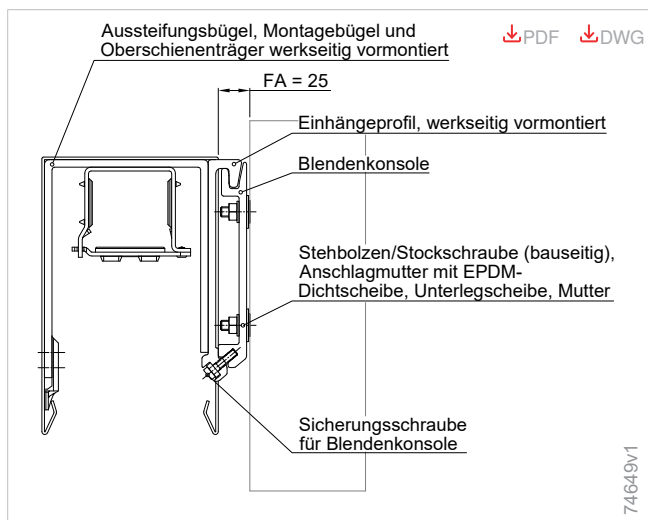 Aussteifungsbügel, Montagebügel und
Oberschienenträger werkseitig vormontiert
PDF
DWG
FA = 25
Einhängeprofil, werkseitig vormontiert
Blendenkonsole
Stehbolzen/Stockschraube (bauseitig),
Anschlagmutter mit EPDM-
Dichtscheibe, Unterlegscheibe, Mutter
Sicherungsschraube
für Blendenkonsole
74649v1